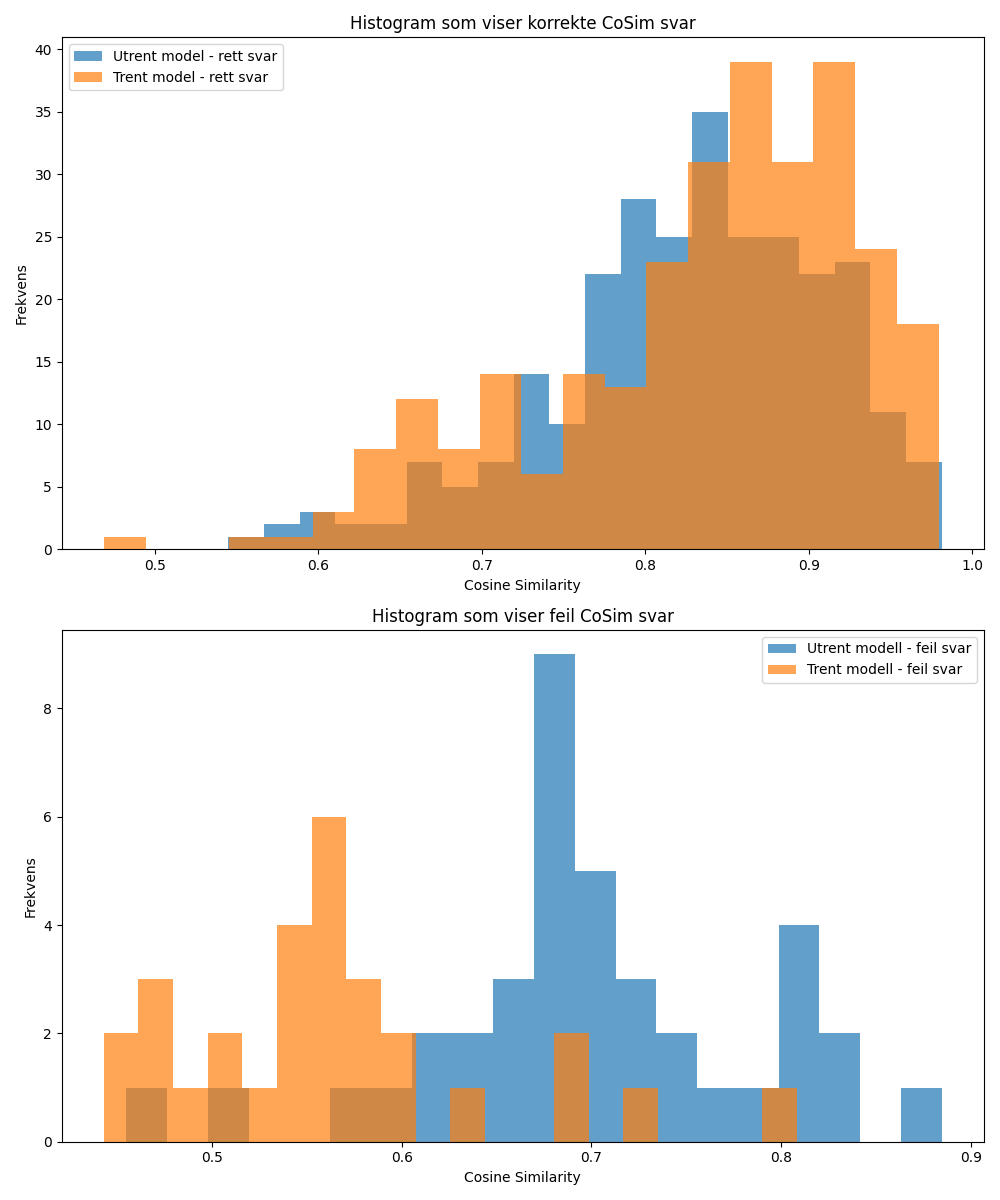 Histogram som viser korrekte CoSim svar
Utrent model - rett svar
Trent model - rett svar
Frekvens
40
35
30
25
20
15
10
5
0
0.5 0.6 0.7 0.8 0.9 1.0
Cosine Similarity
Histogram som viser feil CoSim svar
Utrent modell - feil svar
Trent modell - feil svar
Frekvens
8
6
4
2
0
0.5 0.6 0.7 0.8 0.9
Cosine Similarity